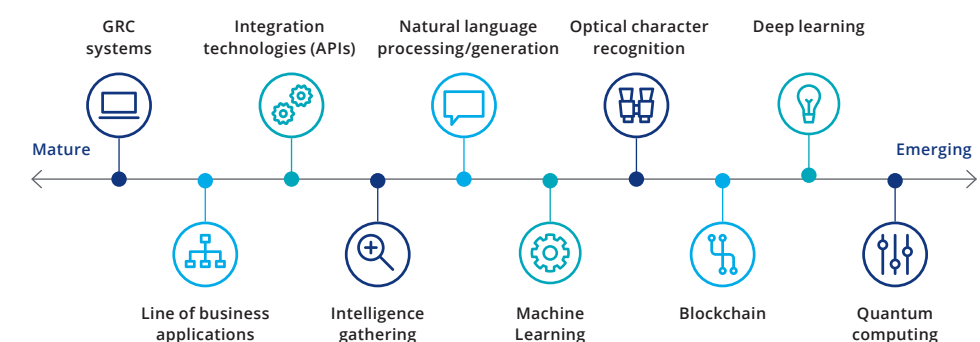 GRC
systems
Integration
technologies (APIs)
Natural language
processing/generation
Optical character
recognition
Deep learning
Mature
Emerging
Line of business
applications
Intelligence
gathering
Machine
Learning
Blockchain
Quantum
computing